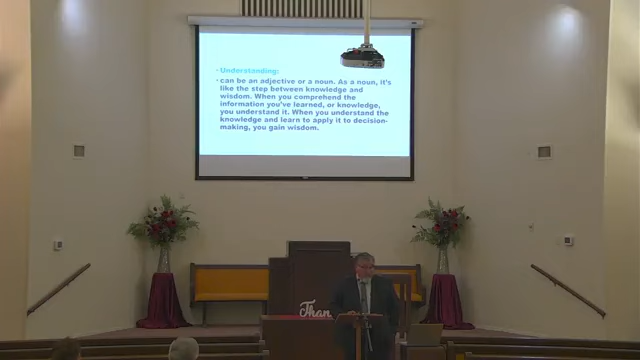 • Understanding:
• can be an adjective or a noun. As a noun, it's
like the step between knowledge and
wisdom. When you comprehend the
information you've learned, or knowledge,
you understand it. When you understand the
knowledge and learn to apply it to decision-
making, you gain wisdom.
Than